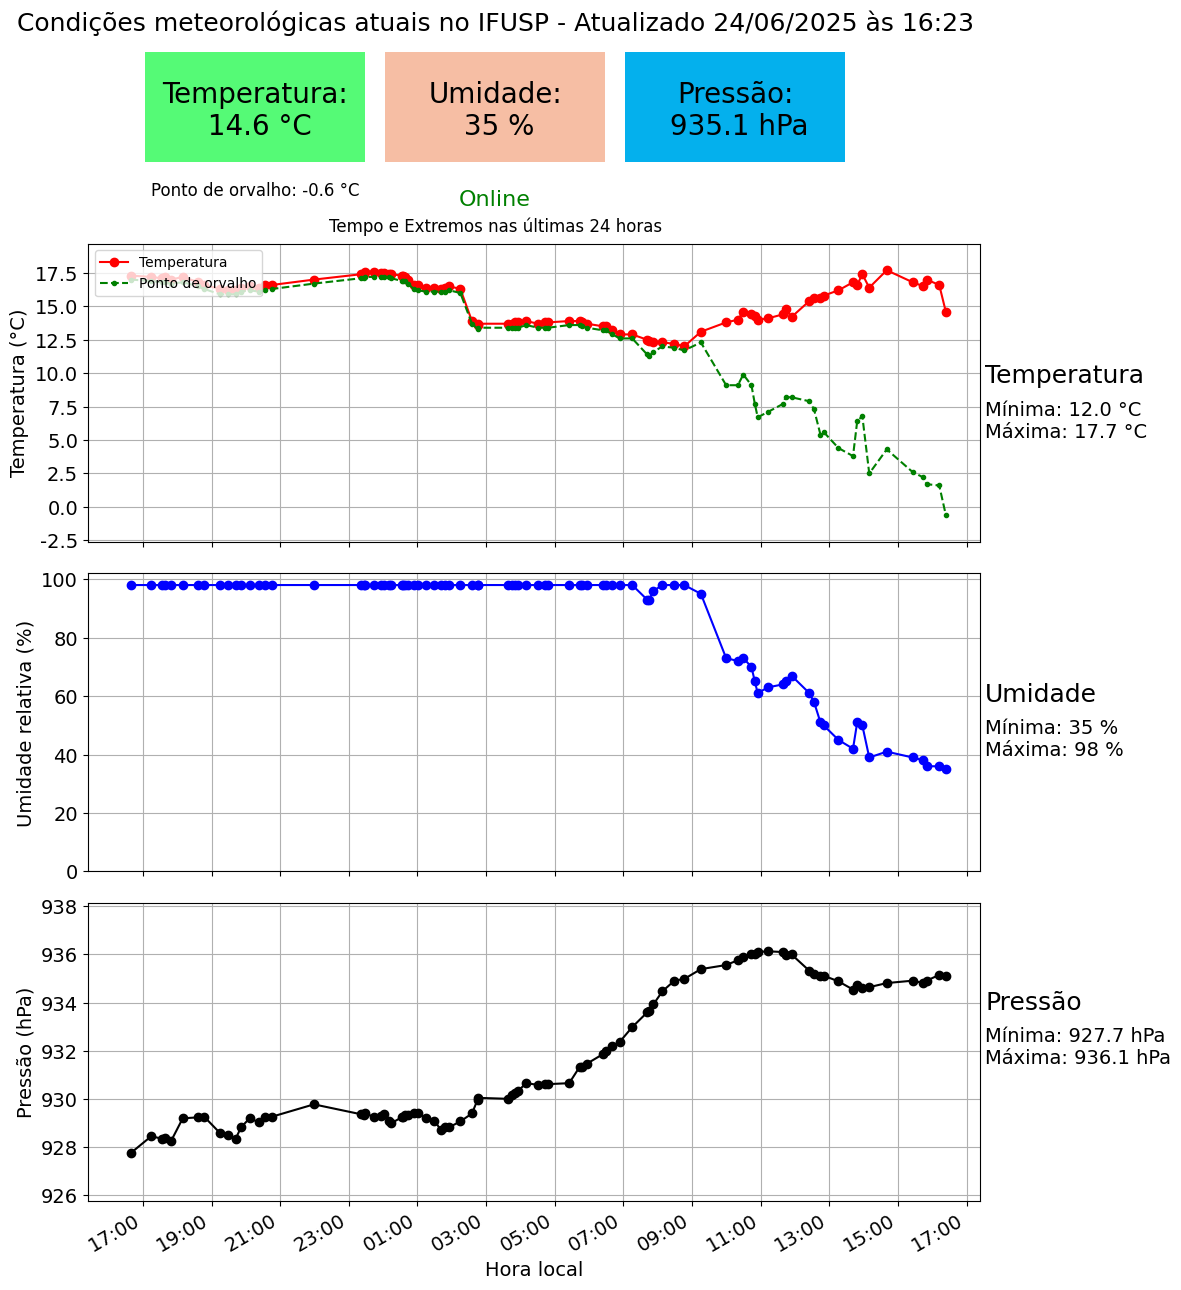 Condições meteorológicas atuais no IFUSP - Atualizado 24/06/2025 às 16:23
Temperatura:
14.6 °C
Umidade:
35 %
Pressão:
935.1 hPa
Ponto de orvalho: -0.6 °C
Online
Tempo e Extremos nas últimas 24 horas
Temperatura
Ponto de orvalho
Temperatura (°C)
17.5
15.0
12.5
10.0
7.5
5.0
2.5
0.0
-2.5
Temperatura
Mínima: 12.0 °C
Máxima: 17.7 °C
Umidade relativa (%)
100
80
60
40
20
0
Umidade
Mínima: 35 %
Máxima: 98 %
Pressão (hPa)
938
936
934
932
930
928
926
Pressão
Mínima: 927.7 hPa
Máxima: 936.1 hPa
17:00
19:00
21:00
23:00
01:00
03:00
05:00
07:00
09:00
11:00
13:00
15:00
17:00
Hora local